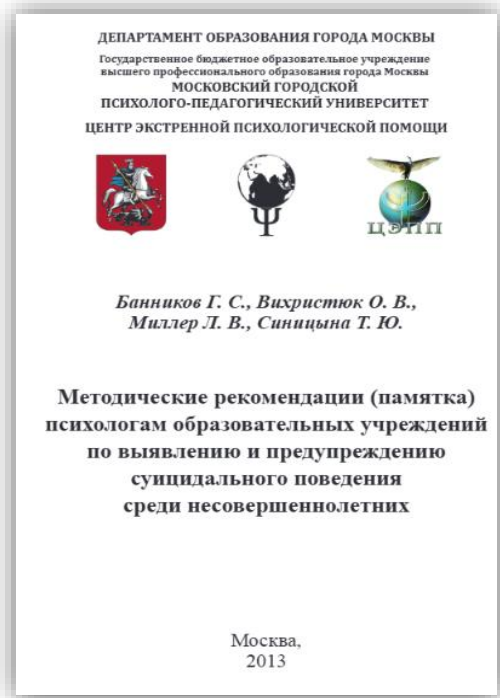 ДЕПАРТАМЕНТ ОБРАЗОВАНИЯ ГОРОДА МОСКВЫ
Государственное бюджетное образовательное учреждение
высшего профессионального образования города Москвы
МОСКОВСКИЙ ГОРОДСКОЙ
ПСИХОЛОГО-ПЕДАГОГИЧЕСКИЙ УНИВЕРСИТЕТ
ЦЕНТР ЭКСТРЕННОЙ ПСИХОЛОГИЧЕСКОЙ ПОМОЩИ
ЦЭПП
Банников Г. С., Вихристюк О. В.,
Миллер Л. В., Синицына Т. Ю.
Методические рекомендации (памятка)
психологам образовательных учреждений
по выявлению и предупреждению
суицидального поведения
среди несовершеннолетних
Москва,
2013